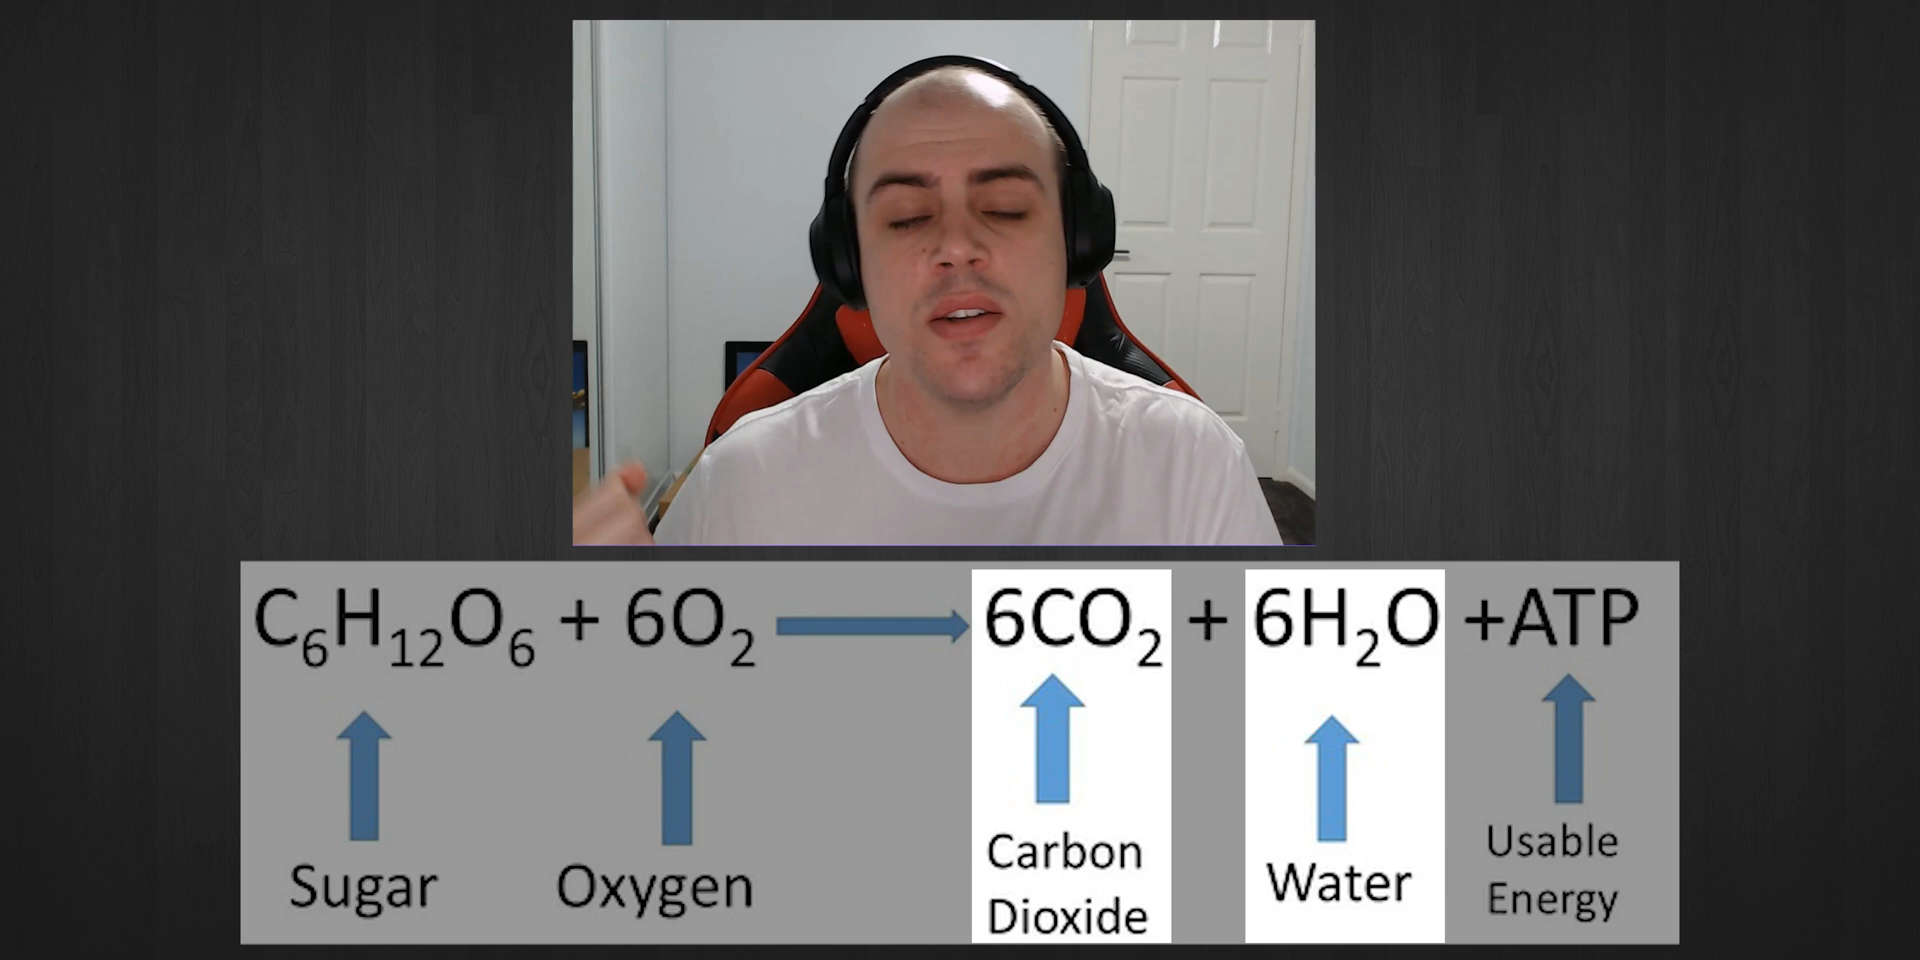 C₆H₁₂O₆ + 6O₂ → 6CO₂ + 6H₂O +ATP
Sugar
Oxygen
Carbon
Dioxide
Water
Usable
Energy